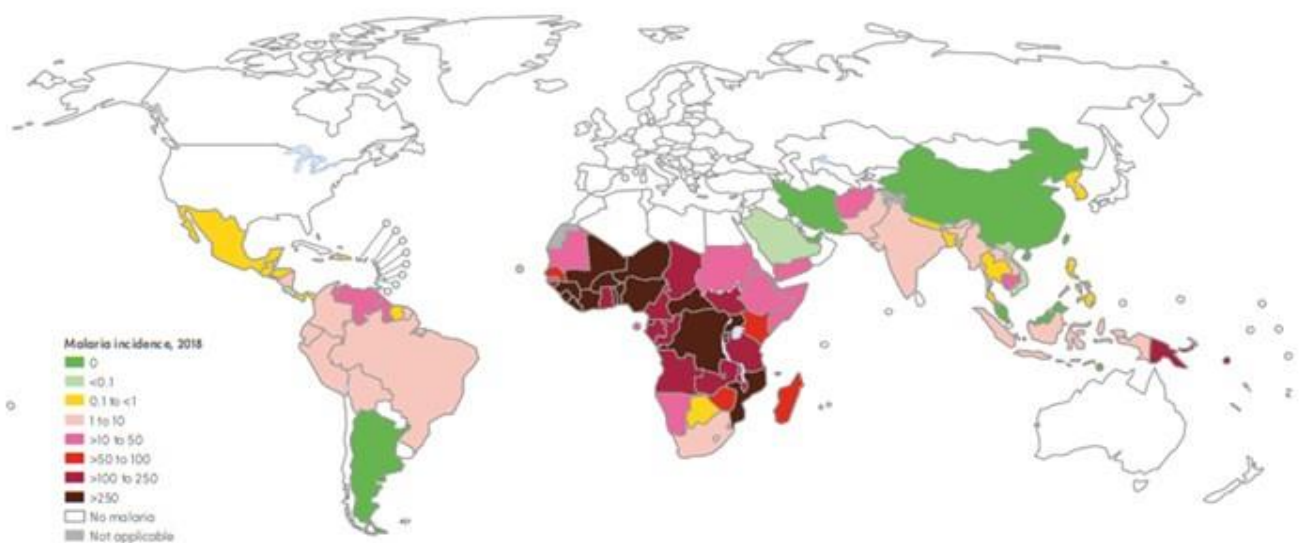 Malaria incidence, 2018
0
<0.1
0.1 to <1
1 to 10
>10 to 50
>50 to 100
>100 to 250
>250
No malaria
Not applicable